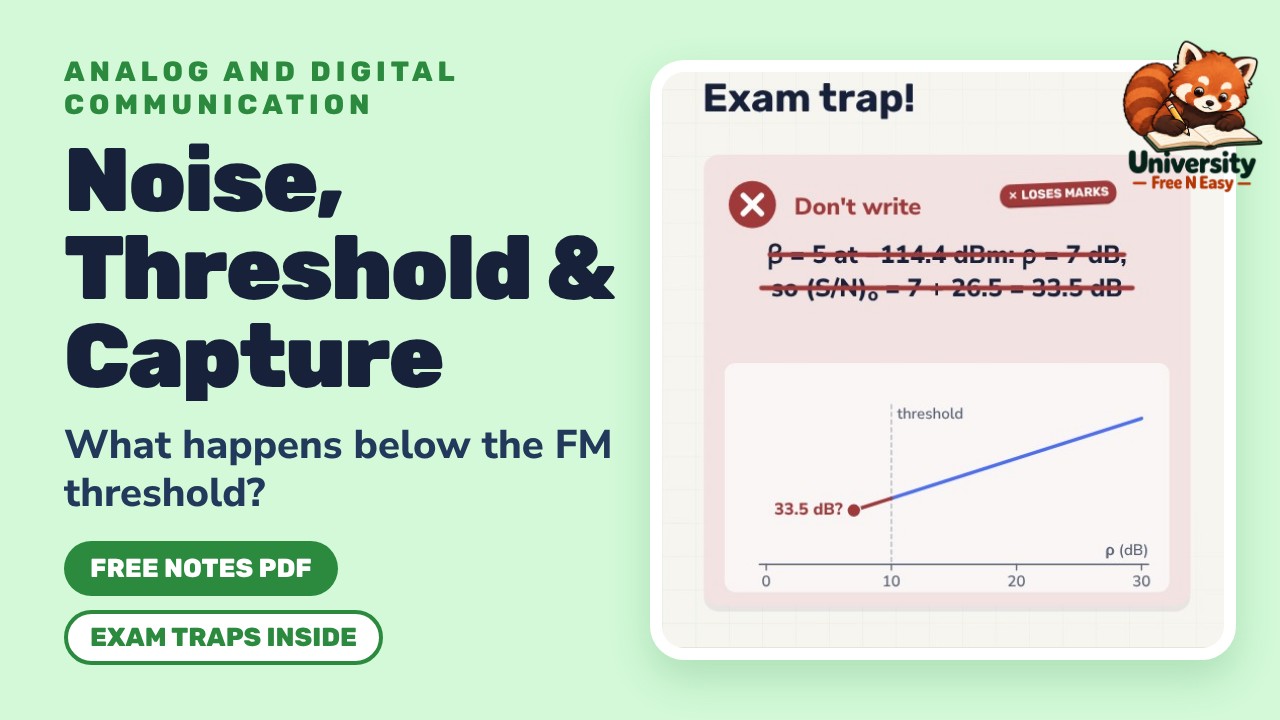 ANALOG AND DIGITAL
COMMUNICATION
Noise,
Threshold &
Capture
What happens below the FM
threshold?
FREE NOTES PDF
EXAM TRAPS INSIDE
Exam trap!
University
Free N Easy
Don't write
× LOSES MARKS
β = 5 at −114.4 dBm: ρ = 7 dB,
so (S/N)ₒ = 7 + 26.5 = 33.5 dB
threshold
33.5 dB?
ρ (dB)
0 10 20 30